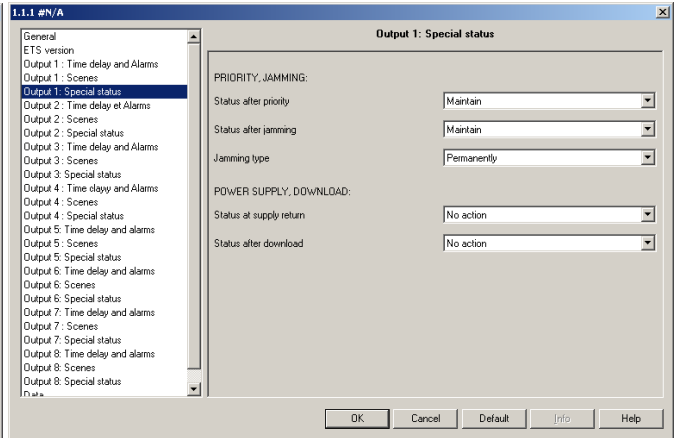 1.1.1 #N/A
General
ETS version
Output 1 : Time delay and Alarms
Output 1 : Scenes
Output 1: Special status
Output 2 : Time delay et Alarms
Output 2 : Scenes
Output 2 : Special status
Output 3 : Time delay and Alarms
Output 3 : Scenes
Output 3: Special status
Output 4 : Time clayy and Alarms
Output 4 : Scenes
Output 4 : Special status
Output 5: Time delay and alarms
Output 5 : Scenes
Output 5: Special status
Output 6: Time delay and alarms
Output 6: Scenes
Output 6: Special status
Output 7: Time delay and alarms
Output 7 : Scenes
Output 7: Special status
Output 8: Time delay and alarms
Output 8: Scenes
Output 8: Special status
Data
Output 1: Special status
PRIORITY, JAMMING:
Status after priority Maintain
Status after jamming Maintain
Jamming type Permanently
POWER SUPPLY, DOWNLOAD:
Status at supply return No action
Status after download No action
OK Cancel Default Info Help